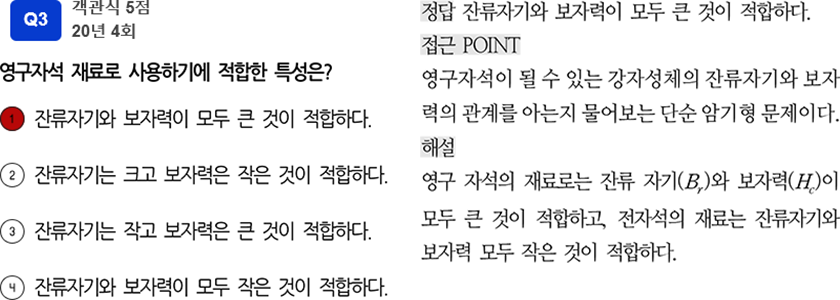 Q3
객관식 5점
20년 4회
영구자석 재료로 사용하기에 적합한 특성은?
1 잔류자기와 보자력이 모두 큰 것이 적합하다.
2 잔류자기는 크고 보자력은 작은 것이 적합하다.
3 잔류자기는 작고 보자력은 큰 것이 적합하다.
4 잔류자기와 보자력이 모두 작은 것이 적합하다.
정답 잔류자기와 보자력이 모두 큰 것이 적합하다.
접근 POINT
영구자석이 될 수 있는 강자성체의 잔류자기와 보자
력의 관계를 아는지 물어보는 단순 암기형 문제이다.
해설
영구 자석의 재료로는 잔류 자기(Br)와 보자력(Hc)이
모두 큰 것이 적합하고, 전자석의 재료는 잔류자기와
보자력 모두 작은 것이 적합하다.